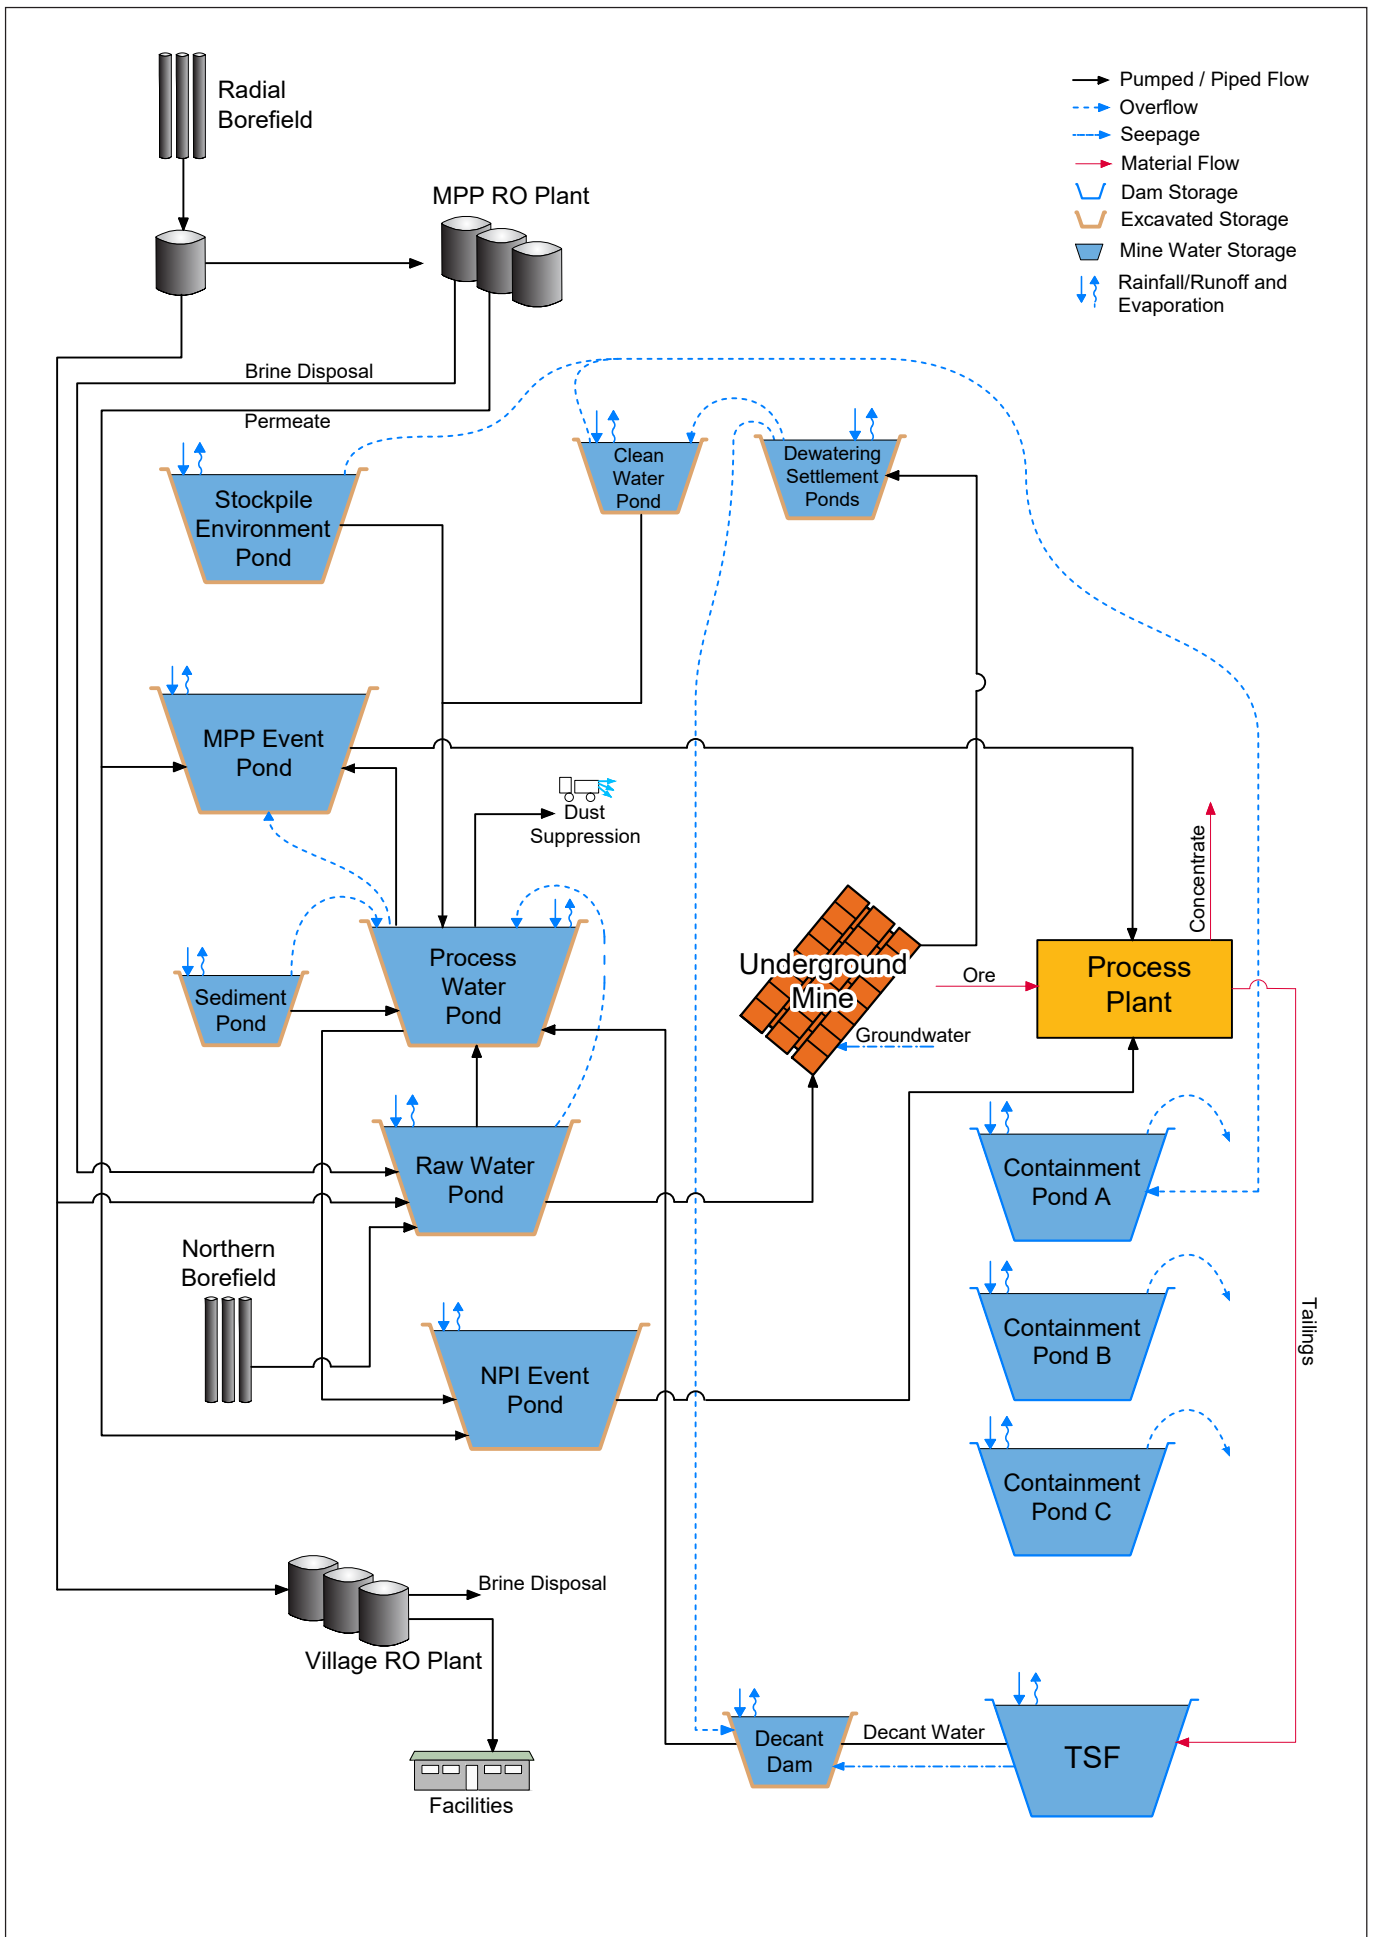 Radial
Borefield
Pumped / Piped Flow
Overflow
Seepage
Material Flow
Dam Storage
Excavated Storage
Mine Water Storage
Rainfall/Runoff and
Evaporation
MPP RO Plant
Brine Disposal
Permeate
Stockpile
Environment
Pond
Clean
Water
Pond
Dewatering
Settlement
Ponds
MPP Event
Pond
Dust
Suppression
Concentrate
Process
Water
Pond
Underground
Mine
Ore
Process
Plant
Sediment
Pond
Groundwater
Raw Water
Pond
Containment
Pond A
Northern
Borefield
Containment
Pond B
Tailings
NPI Event
Pond
Containment
Pond C
Brine Disposal
Village RO Plant
Decant
Dam
Decant Water
TSF
Facilities